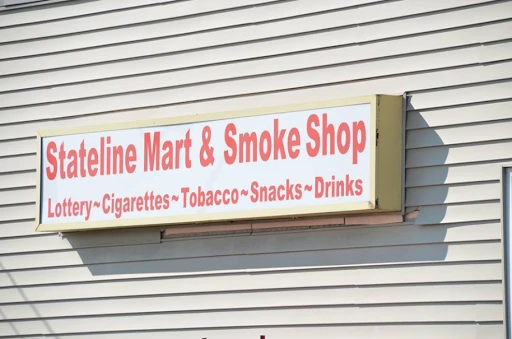 Stateline Mart & Smoke Shop
Lottery~Cigarettes~Tobacco~Snacks~Drinks